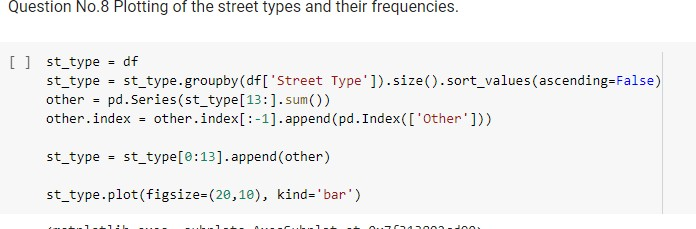 Question No.8 Plotting of the street types and their frequencies.
[ ] st_type = df
st_type = st_type.groupby(df['Street Type']).size().sort_values(ascending=False)
other = pd.Series(st_type[13:].sum())
other.index = other.index[:-1].append(pd.Index(['Other']))
st_type = st_type[0:13].append(other)
st_type.plot(figsize=(20,10), kind='bar')